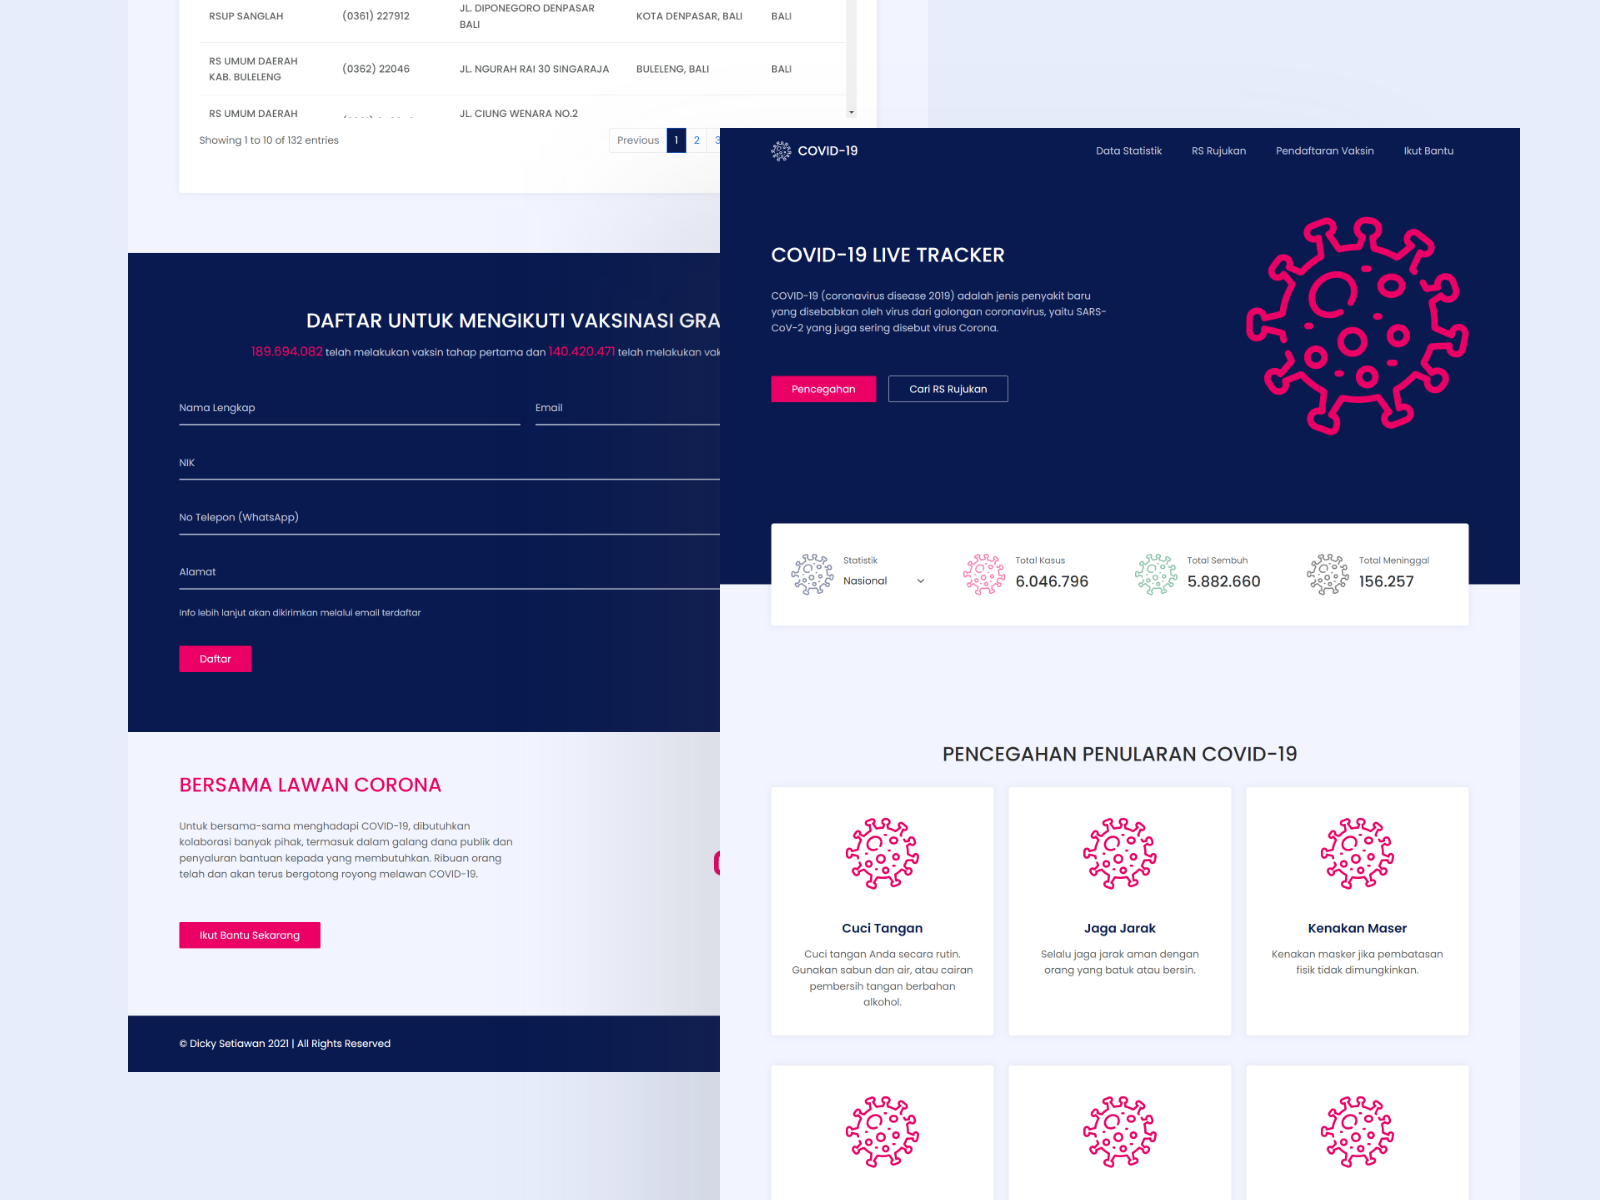 RSUP SANGLAH
(0361) 227912
JL. DIPONEGORO DENPASAR
BALI
KOTA DENPASAR, BALI
BALI
RS UMUM DAERAH
KAB. BULELENG
(0362) 22046
JL. NGURAH RAI 30 SINGARAJA
BULELENG, BALI
BALI
RS UMUM DAERAH
JL. CIUNG WENARA NO.2
Showing 1 to 10 of 132 entries
Previous 1 2 3
DAFTAR UNTUK MENGIKUTI VAKSINASI GRA
189.694.082 telah melakukan vaksin tahap pertama dan 140.420.471 telah melakukan vak
Nama Lengkap
Email
NIK
No Telepon (WhatsApp)
Alamat
Info lebih lanjut akan dikirimkan melalui email terdaftar
Daftar
BERSAMA LAWAN CORONA
Untuk bersama-sama menghadapi COVID-19, dibutuhkan
kolaborasi banyak pihak, termasuk dalam galang dana publik dan
penyaluran bantuan kepada yang membutuhkan. Ribuan orang
telah dan akan terus bergotong royong melawan COVID-19.
Ikut Bantu Sekarang
© Dicky Setiawan 2021 | All Rights Reserved
COVID-19
Data Statistik
RS Rujukan
Pendaftaran Vaksin
Ikut Bantu
COVID-19 LIVE TRACKER
COVID-19 (coronavirus disease 2019) adalah jenis penyakit baru
yang disebabkan oleh virus dari golongan coronavirus, yaitu SARS-
CoV-2 yang juga sering disebut virus Corona.
Pencegahan
Cari RS Rujukan
Statistik
Nasional
Total Kasus
6.046.796
Total Sembuh
5.882.660
Total Meninggal
156.257
PENCEGAHAN PENULARAN COVID-19
Cuci Tangan
Cuci tangan Anda secara rutin.
Gunakan sabun dan air, atau cairan
pembersih tangan berbahan
alkohol.
Jaga Jarak
Selalu jaga jarak aman dengan
orang yang batuk atau bersin.
Kenakan Maser
Kenakan masker jika pembatasan
fisik tidak dimungkinkan.